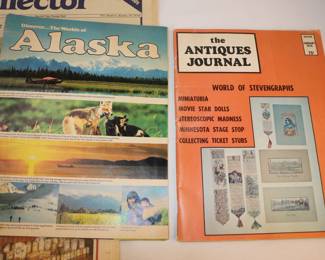 llector
Discover...The Worlds of
Alaska
the
ANTIQUES
JOURNAL
75¢
WORLD OF STEVENGRAPHS
MINIATURIA
MOVIE STAR DOLLS
STEREOSCOPIC MADNESS
MINNESOTA STAGE STOP
COLLECTING TICKET STUBS